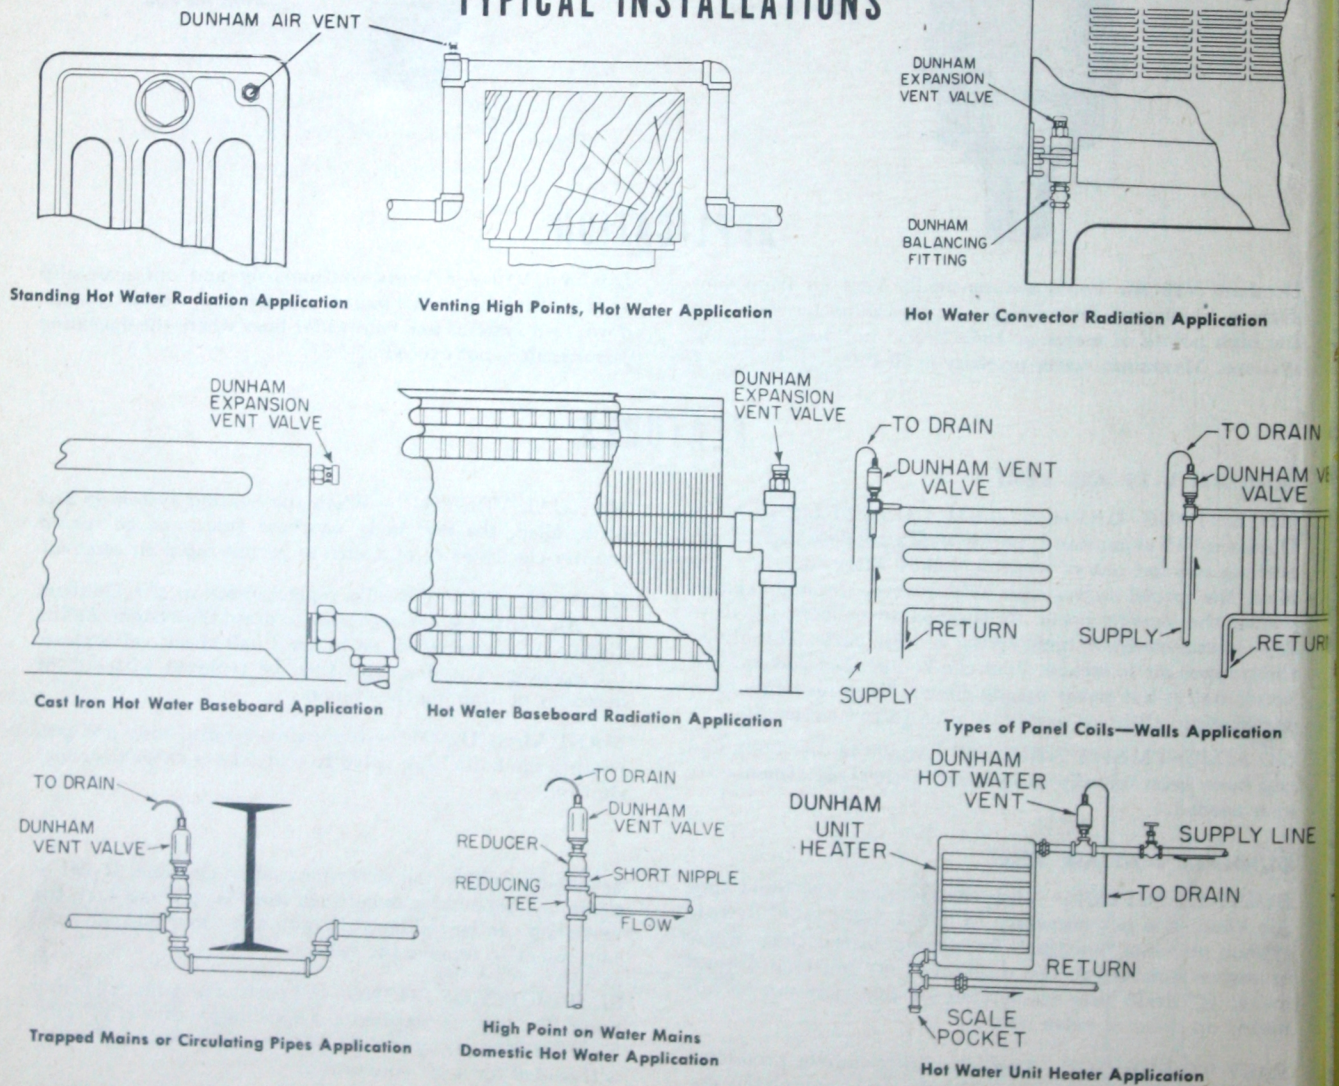 TYPICAL INSTALLATIONS
DUNHAM AIR VENT
DUNHAM
EXPANSION
VENT VALVE
DUNHAM
BALANCING
FITTING
Standing Hot Water Radiation Application
Venting High Points, Hot Water Application
Hot Water Convector Radiation Application
DUNHAM
EXPANSION
VENT VALVE
DUNHAM
EXPANSION
VENT VALVE
TO DRAIN
DUNHAM VENT
VALVE
RETURN
SUPPLY
TO DRAIN
DUNHAM VE
VALVE
SUPPLY
RETUR
Cast Iron Hot Water Baseboard Application
Hot Water Baseboard Radiation Application
Types of Panel Coils—Walls Application
TO DRAIN
DUNHAM
VENT VALVE
TO DRAIN
DUNHAM
VENT VALVE
REDUCER
SHORT NIPPLE
REDUCING
TEE
FLOW
DUNHAM
HOT WATER
VENT
DUNHAM
UNIT
HEATER
SUPPLY LINE
TO DRAIN
RETURN
SCALE
POCKET
Trapped Mains or Circulating Pipes Application
High Point on Water Mains
Domestic Hot Water Application
Hot Water Unit Heater Application